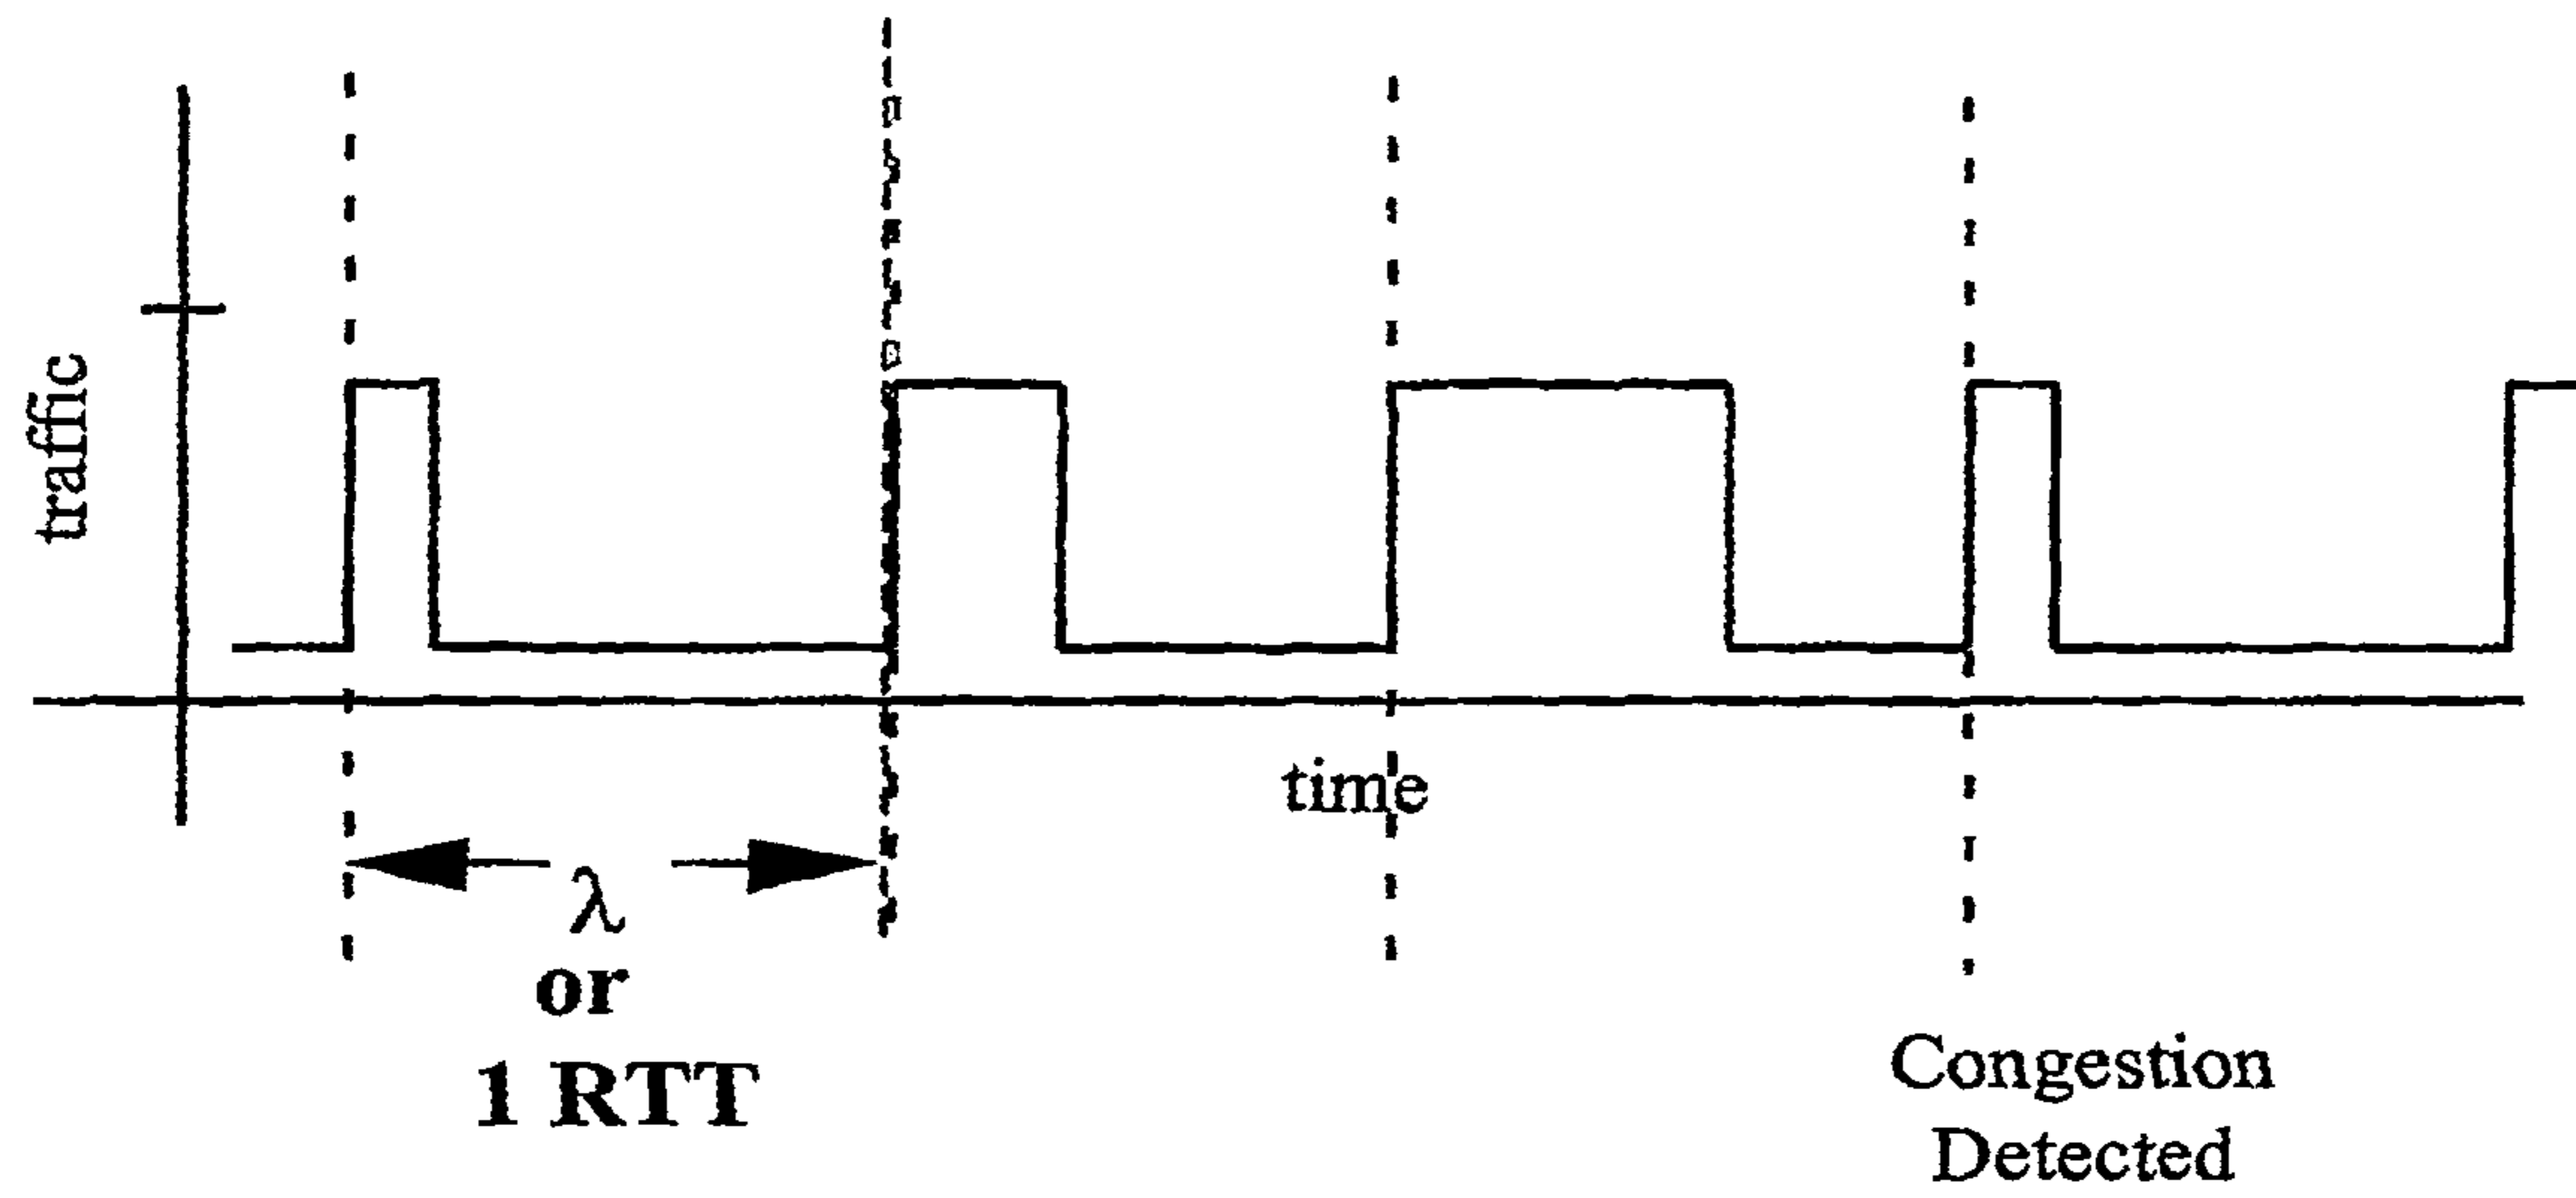 traffic
time
λ
or
1 RTT
Congestion
Detected